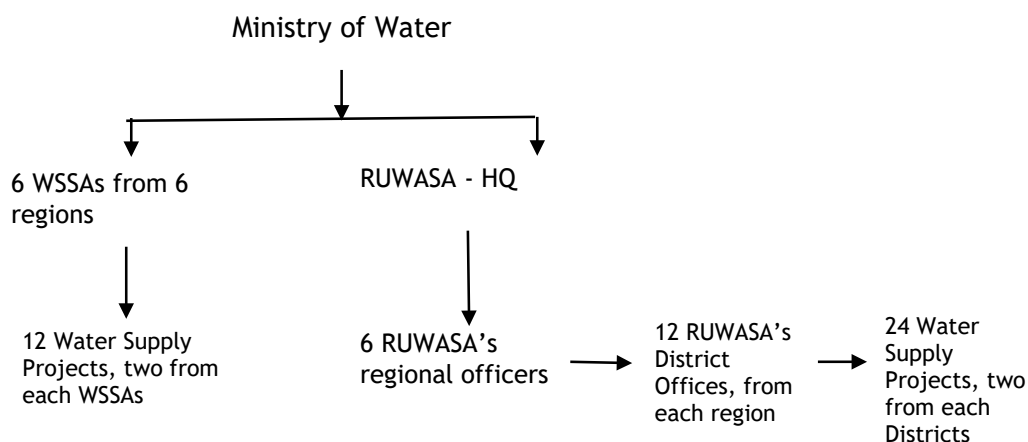 Ministry of Water
6 WSSAs from 6
regions
RUWASA - HQ
12 Water Supply
Projects, two from
each WSSAs
6 RUWASA's
regional officers
12 RUWASA's
District
Offices, from
each region
24 Water
Supply
Projects, two
from each
Districts